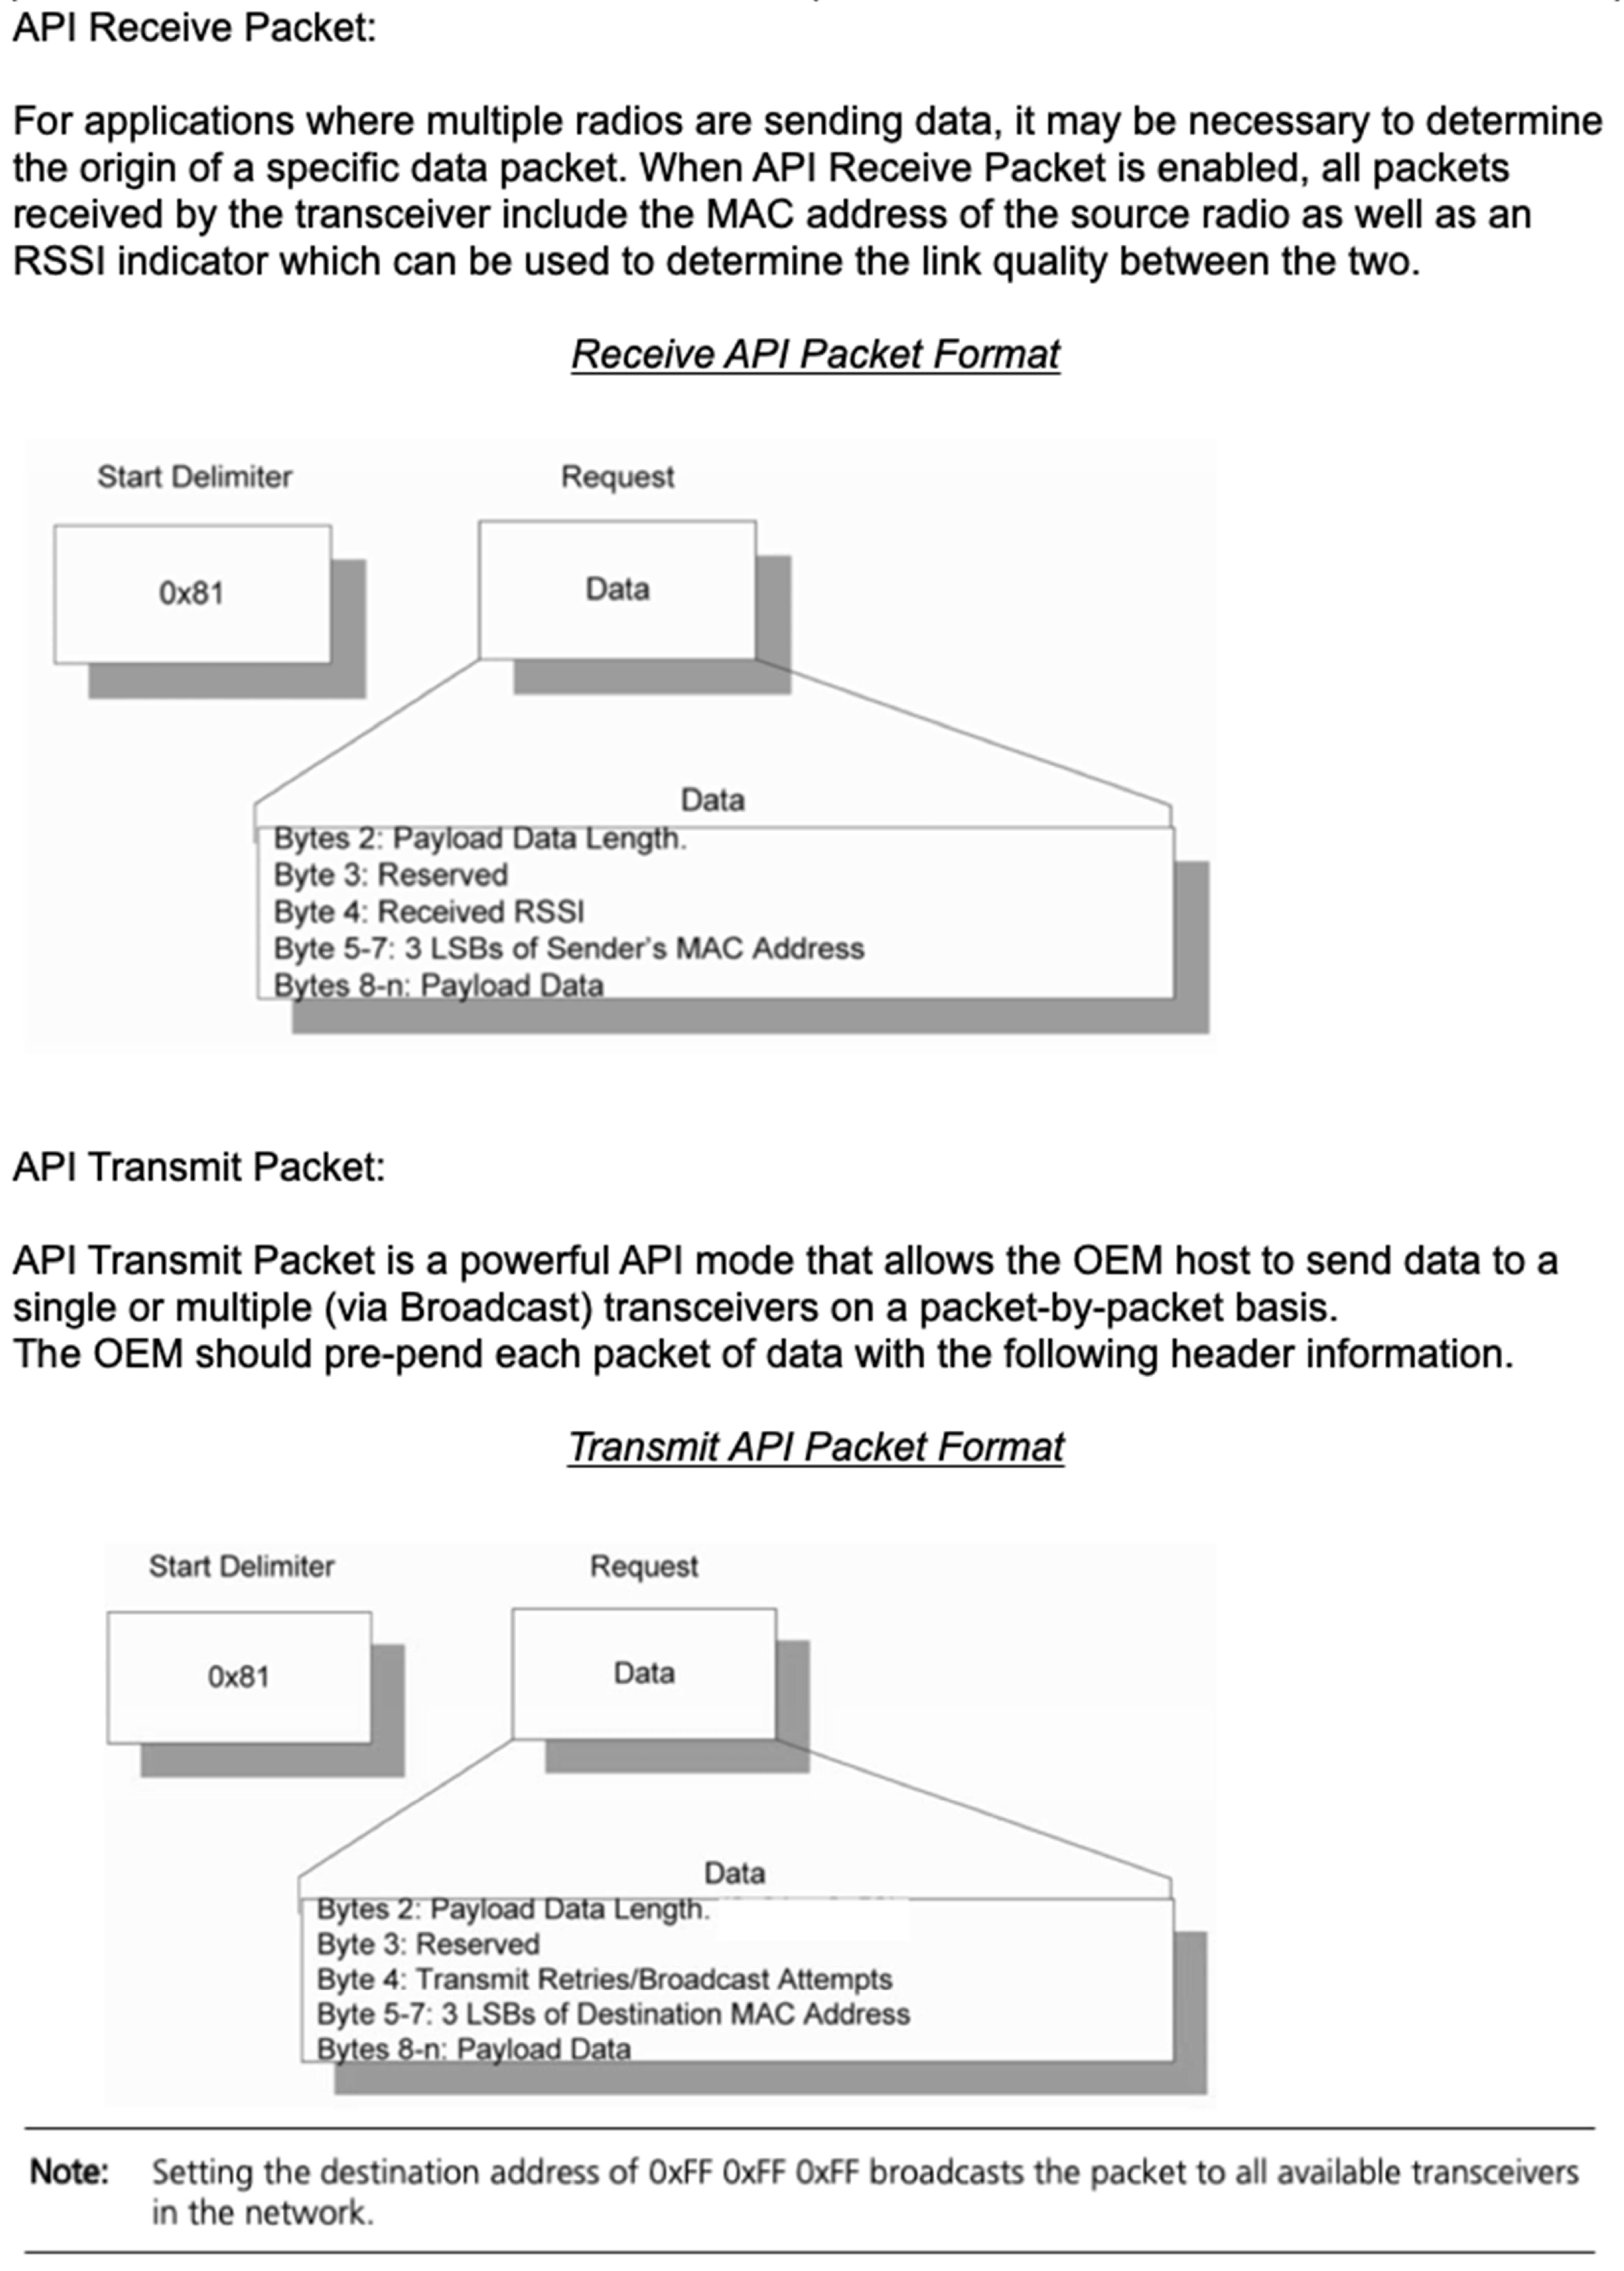 API Receive Packet:
For applications where multiple radios are sending data, it may be necessary to determine
the origin of a specific data packet. When API Receive Packet is enabled, all packets
received by the transceiver include the MAC address of the source radio as well as an
RSSI indicator which can be used to determine the link quality between the two.
Receive API Packet Format
Start Delimiter Request
0x81 Data
Data
Bytes 2: Payload Data Length.
Byte 3: Reserved
Byte 4: Received RSSI
Byte 5-7: 3 LSBs of Sender's MAC Address
Bytes 8-n: Payload Data
API Transmit Packet:
API Transmit Packet is a powerful API mode that allows the OEM host to send data to a
single or multiple (via Broadcast) transceivers on a packet-by-packet basis.
The OEM should pre-pend each packet of data with the following header information.
Transmit API Packet Format
Start Delimiter Request
0x81 Data
Data
Bytes 2: Payload Data Length.
Byte 3: Reserved
Byte 4: Transmit Retries/Broadcast Attempts
Byte 5-7: 3 LSBs of Destination MAC Address
Bytes 8-n: Payload Data
Note: Setting the destination address of 0xFF 0xFF 0xFF broadcasts the packet to all available transceivers
in the network.